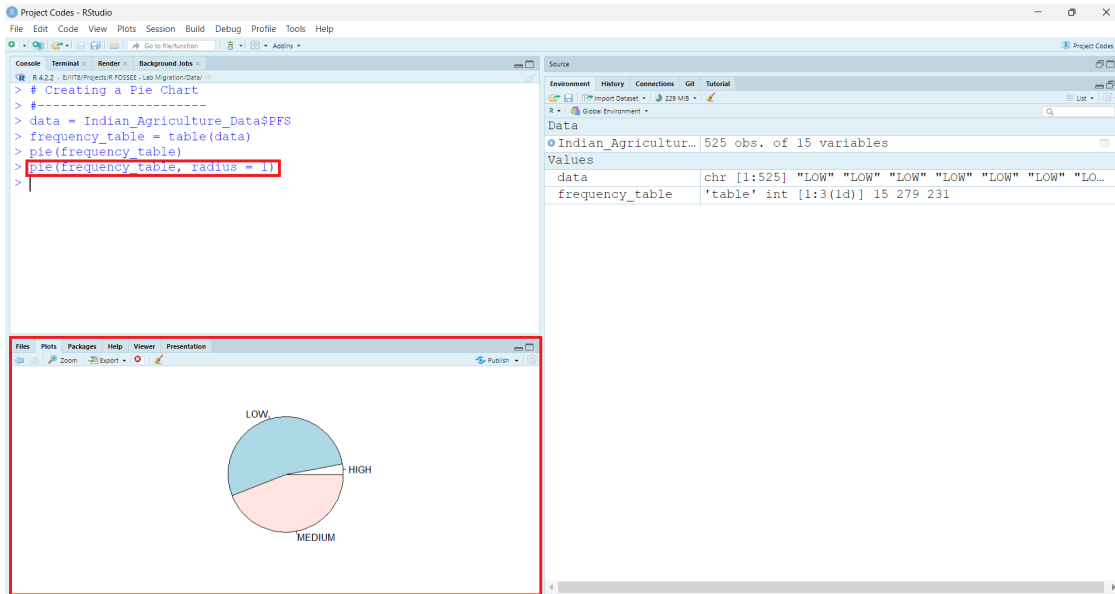 Project Codes - RStudio
File Edit Code View Plots Session Build Debug Profile Tools Help
Go to file/function Addins
Project Codes
Console Terminal Render Background Jobs
R 4.2.2 - E:/IITB/Projects/R FOSSEE - Lab Migration/Data/
> # Creating a Pie Chart
> #----------------------
> data = Indian_Agriculture_Data$PFS
> frequency_table = table(data)
> pie(frequency_table)
> pie(frequency_table, radius = 1)
>
Files Plots Packages Help Viewer Presentation
Zoom Export Publish
LOW
HIGH
MEDIUM
Source
Environment History Connections Git Tutorial
Import Dataset 229 MiB List
R Global Environment
Data
Indian_Agricultur... 525 obs. of 15 variables
Values
data chr [1:525] "LOW" "LOW" "LOW" "LOW" "LOW" "LOW" "LO...
frequency_table 'table' int [1:3(1d)] 15 279 231